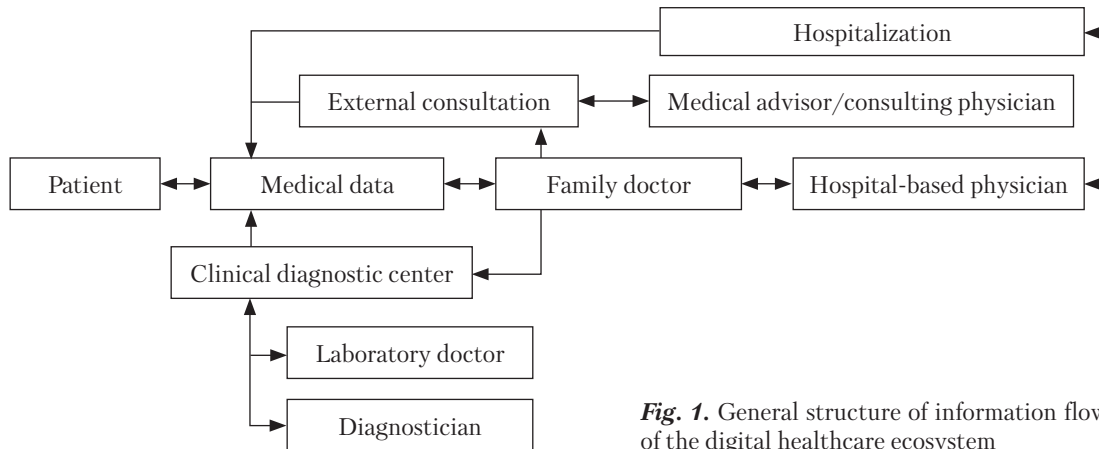 Hospitalization
External consultation
Medical advisor/consulting physician
Patient
Medical data
Family doctor
Hospital-based physician
Clinical diagnostic center
Laboratory doctor
Diagnostician
Fig. 1. General structure of information flow
of the digital healthcare ecosystem